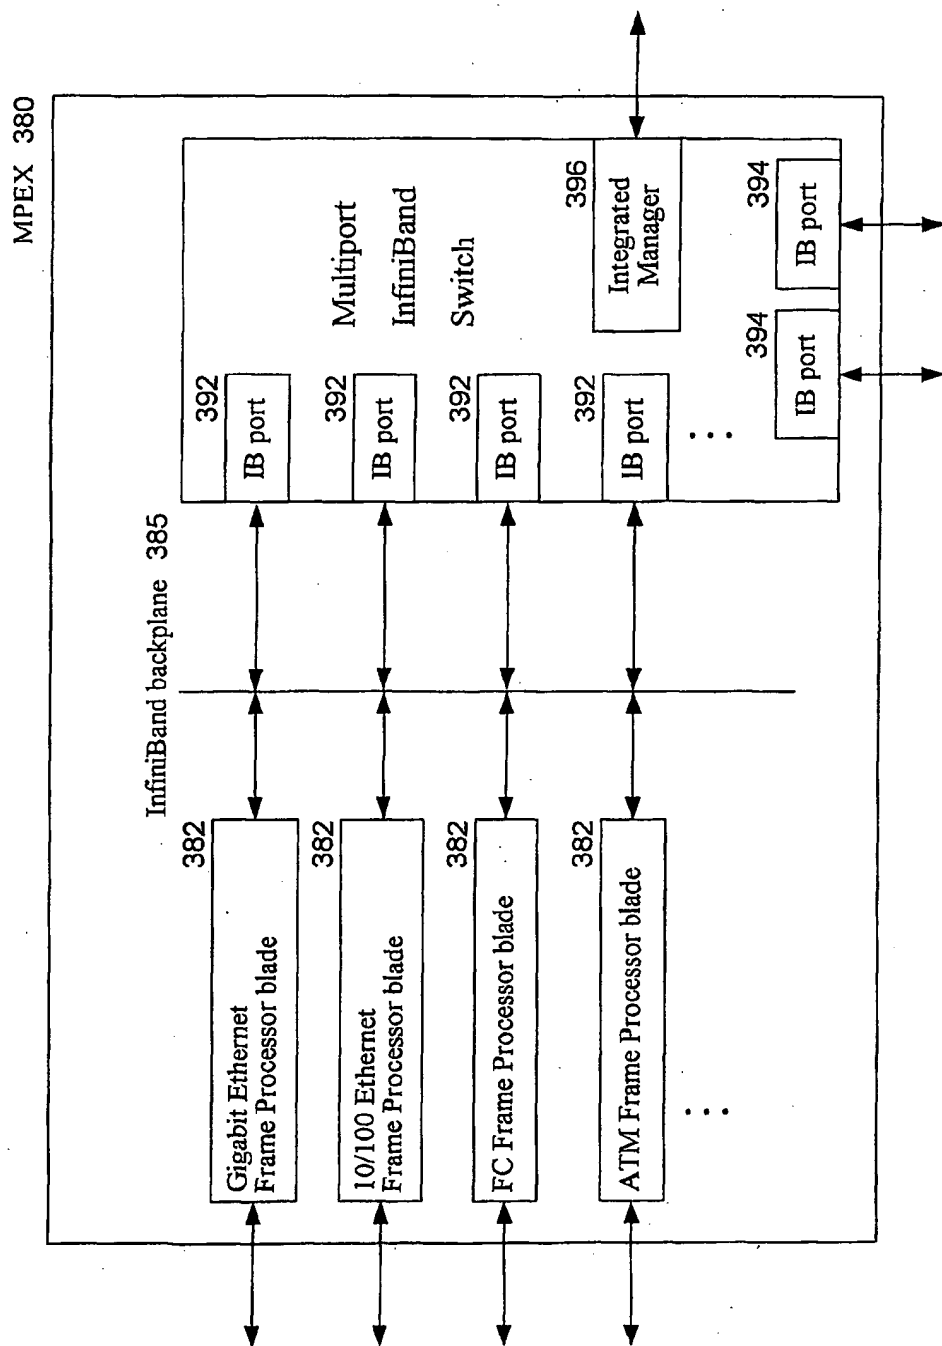 MPEX 380
InfiniBand backplane 385
382
Gigabit Ethernet
Frame Processor blade
382
10/100 Ethernet
Frame Processor blade
382
FC Frame Processor blade
382
ATM Frame Processor blade
...
392
IB port
392
IB port
392
IB port
392
IB port
...
Multiport
InfiniBand
Switch
396
Integrated
Manager
394
IB port
394
IB port